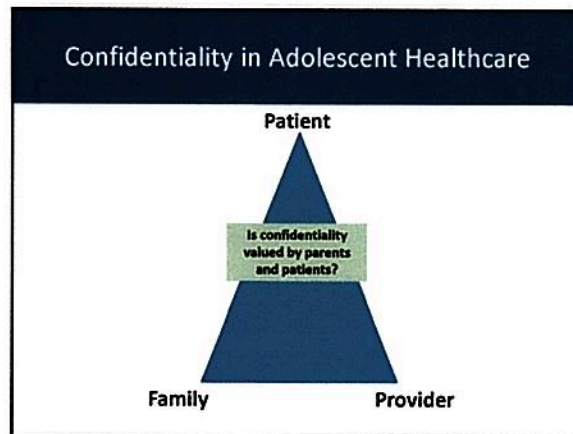 Confidentiality in Adolescent Healthcare
Patient
Is confidentiality
valued by parents
and patients?
Family
Provider